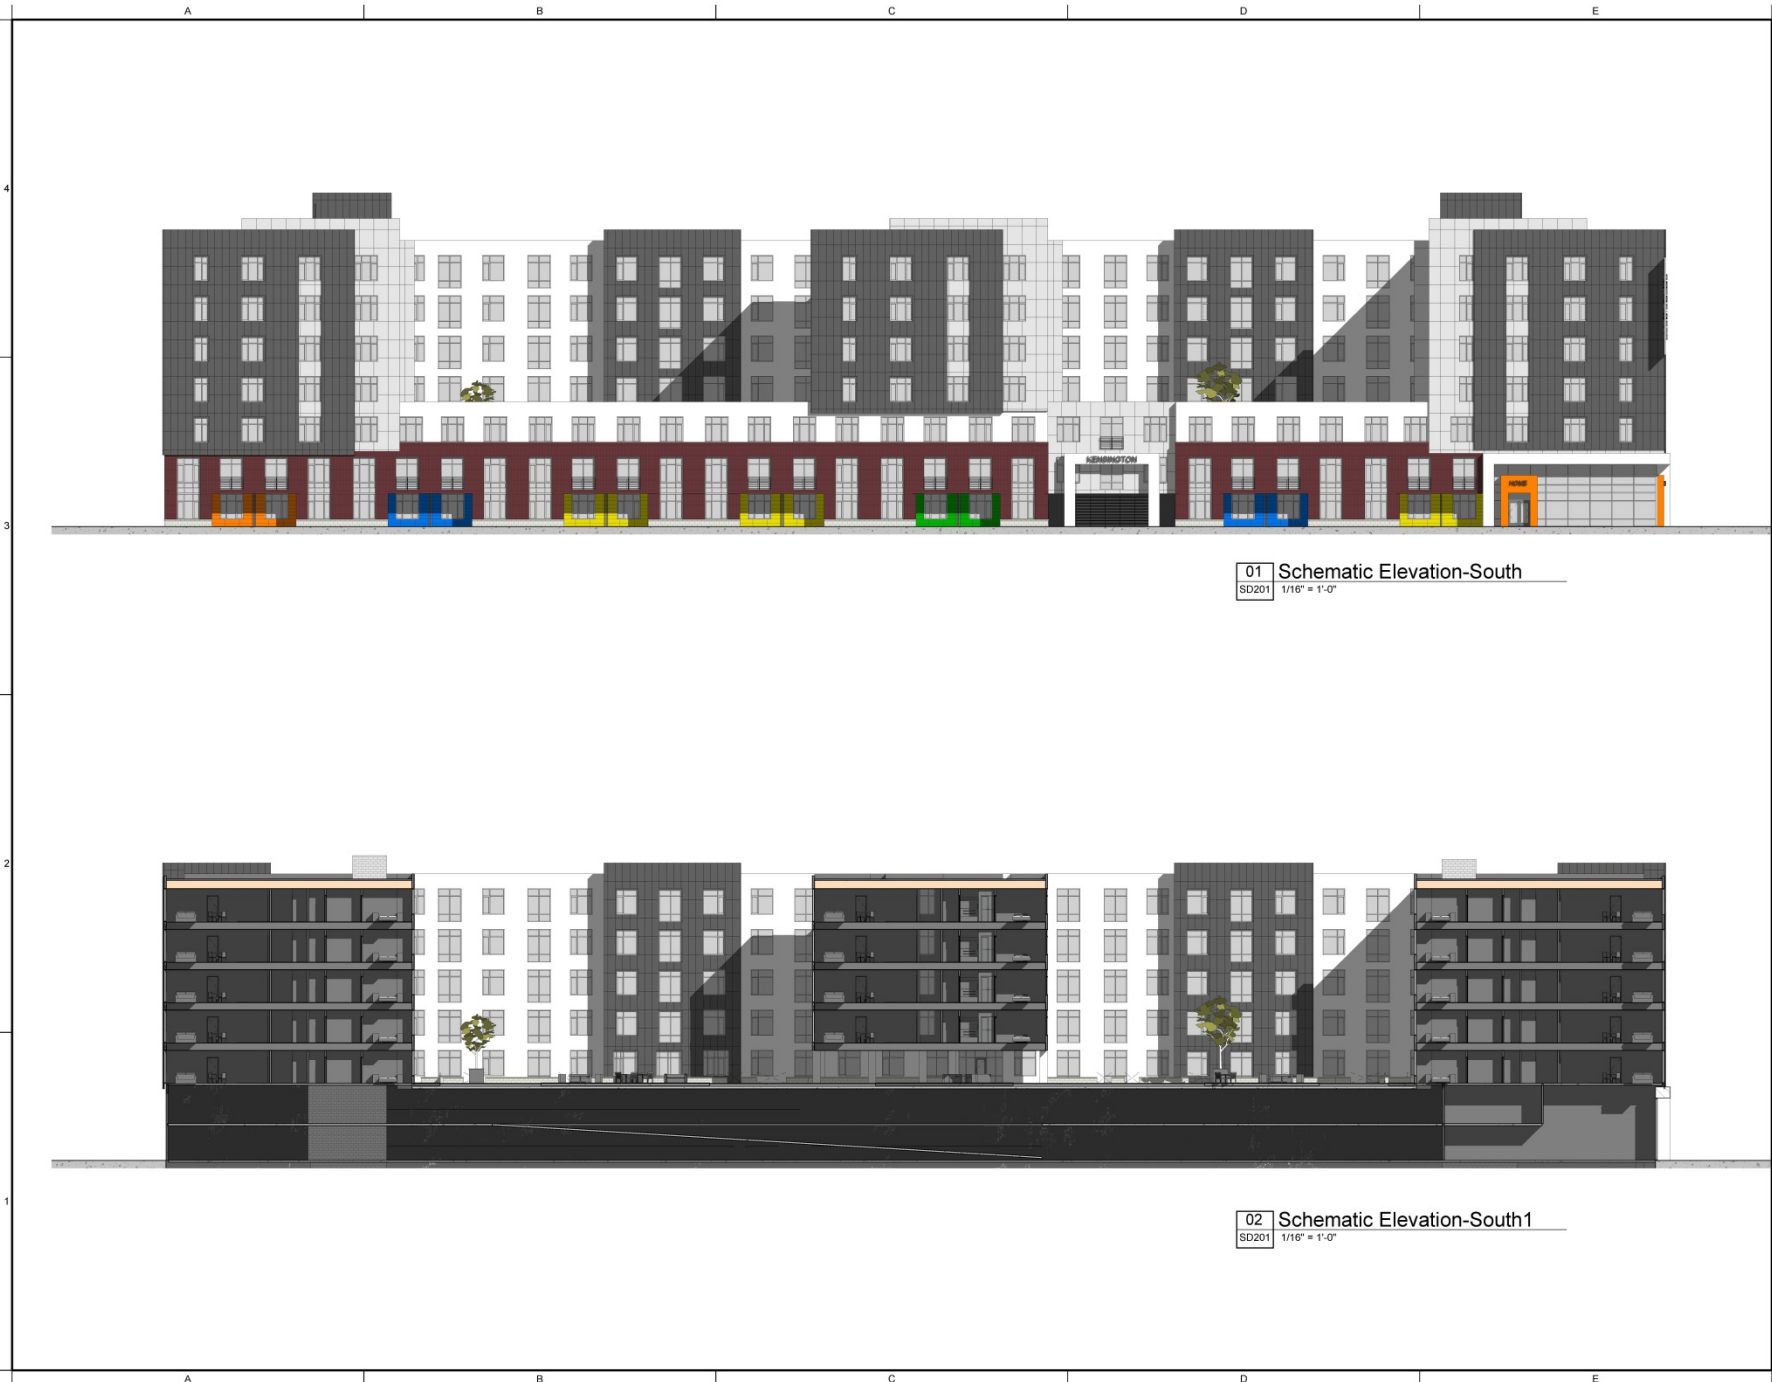 A B C D E
4
KENSINGTON
HOME
3
01 Schematic Elevation-South
SD201 1/16" = 1'-0"
2
02 Schematic Elevation-South1
SD201 1/16" = 1'-0"
1
A B C D E